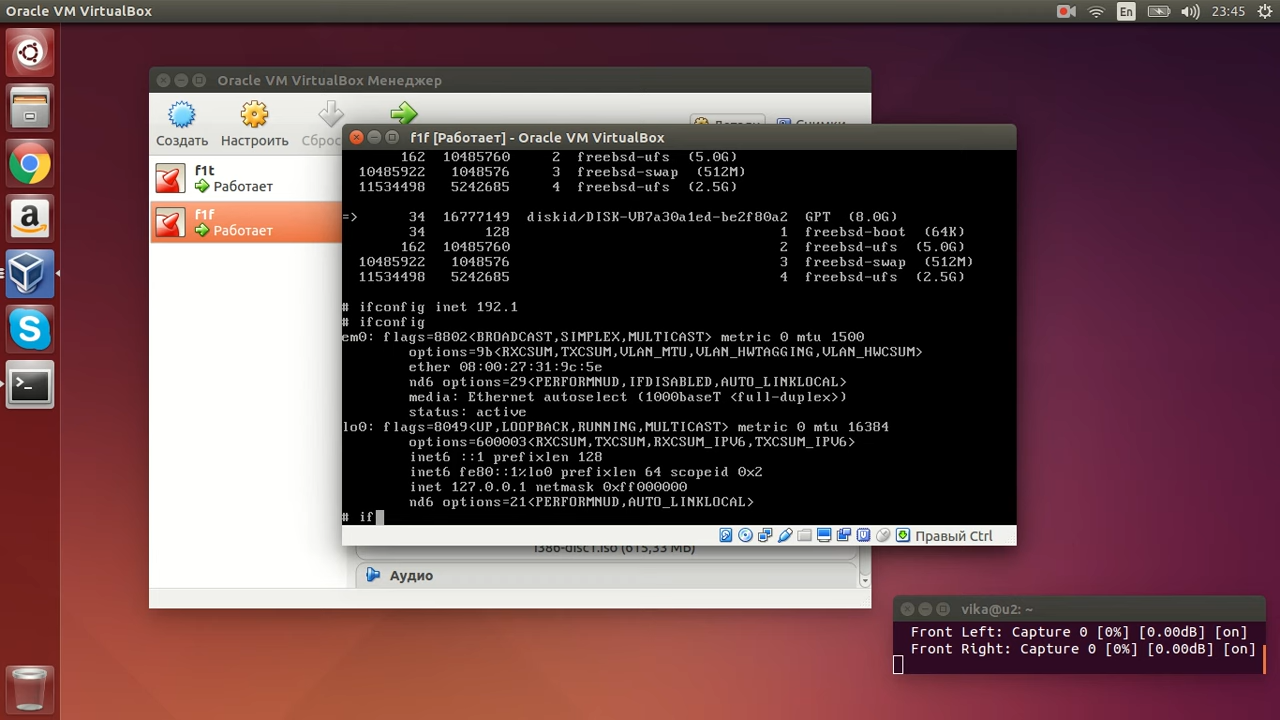 Oracle VM VirtualBox
En
23:45
Oracle VM VirtualBox Менеджер
Создать
Настроить
Сброс
f1t
Работает
f1f
Работает
f1f [Работает] - Oracle VM VirtualBox
162 10485760 2 freebsd-ufs (5.0G)
10485922 1048576 3 freebsd-swap (512M)
11534498 5242685 4 freebsd-ufs (2.5G)
=> 34 16777149 diskid/DISK-VB7a30a1ed-be2f80a2 GPT (8.0G)
34 128 1 freebsd-boot (64K)
162 10485760 2 freebsd-ufs (5.0G)
10485922 1048576 3 freebsd-swap (512M)
11534498 5242685 4 freebsd-ufs (2.5G)
# ifconfig inet 192.1
# ifconfig
em0: flags=8802<BROADCAST,SIMPLEX,MULTICAST> metric 0 mtu 1500
options=9b<RXCSUM,TXCSUM,VLAN_MTU,VLAN_HWTAGGING,VLAN_HWCSUM>
ether 08:00:27:31:9c:5e
nd6 options=29<PERFORMNUD,IFDISABLED,AUTO_LINKLOCAL>
media: Ethernet autoselect (1000baseT <full-duplex>)
status: active
lo0: flags=8049<UP,LOOPBACK,RUNNING,MULTICAST> metric 0 mtu 16384
options=600003<RXCSUM,TXCSUM,RXCSUM_IPV6,TXCSUM_IPV6>
inet6 ::1 prefixlen 128
inet6 fe80::1%lo0 prefixlen 64 scopeid 0x2
inet 127.0.0.1 netmask 0xff000000
nd6 options=21<PERFORMNUD,AUTO_LINKLOCAL>
# if
Правый Ctrl
i386-disc1.iso (615,33 MB)
Аудио
vika@u2: ~
Front Left: Capture 0 [0%] [0.00dB] [on]
Front Right: Capture 0 [0%] [0.00dB] [on]